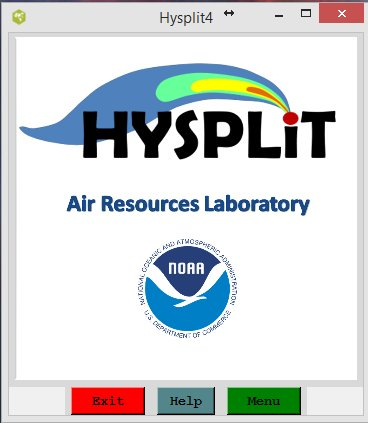 Hysplit4
HYSPLiT
Air Resources Laboratory
NATIONAL OCEANIC AND ATMOSPHERIC ADMINISTRATION
NOAA
U.S. DEPARTMENT OF COMMERCE
Exit Help Menu